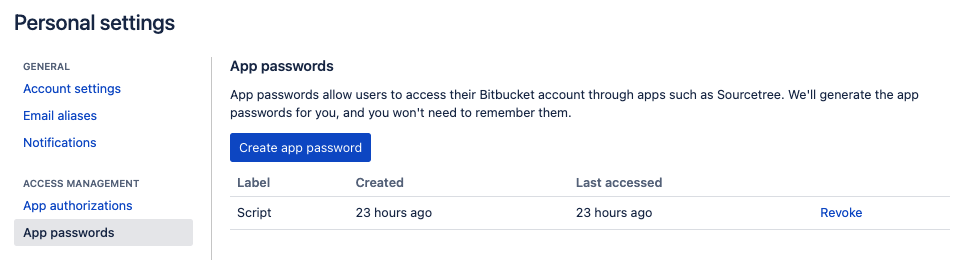 Personal settings
GENERAL
Account settings
Email aliases
Notifications
ACCESS MANAGEMENT
App authorizations
App passwords
App passwords
App passwords allow users to access their Bitbucket account through apps such as Sourcetree. We'll generate the app
passwords for you, and you won't need to remember them.
Create app password
Label Created Last accessed
Script 23 hours ago 23 hours ago Revoke